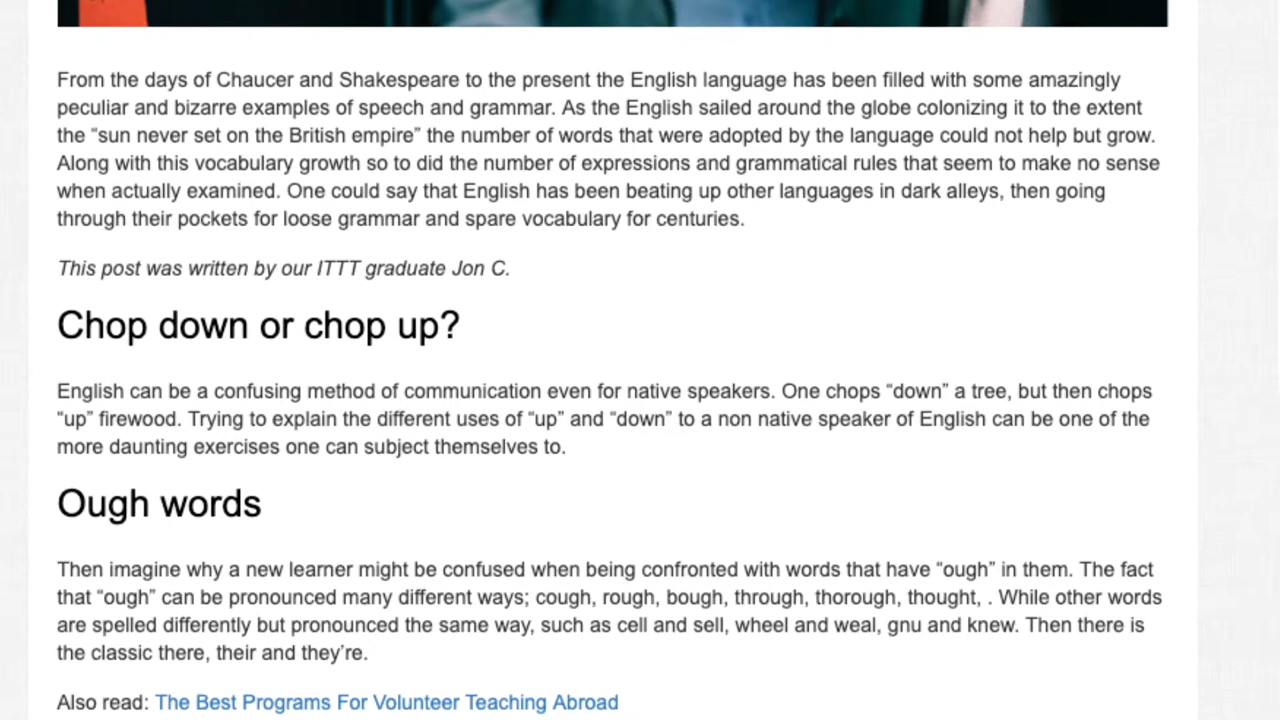 From the days of Chaucer and Shakespeare to the present the English language has been filled with some amazingly
peculiar and bizarre examples of speech and grammar. As the English sailed around the globe colonizing it to the extent
the “sun never set on the British empire” the number of words that were adopted by the language could not help but grow.
Along with this vocabulary growth so to did the number of expressions and grammatical rules that seem to make no sense
when actually examined. One could say that English has been beating up other languages in dark alleys, then going
through their pockets for loose grammar and spare vocabulary for centuries.
This post was written by our ITTT graduate Jon C.
Chop down or chop up?
English can be a confusing method of communication even for native speakers. One chops “down” a tree, but then chops
“up” firewood. Trying to explain the different uses of “up” and “down” to a non native speaker of English can be one of the
more daunting exercises one can subject themselves to.
Ough words
Then imagine why a new learner might be confused when being confronted with words that have “ough” in them. The fact
that “ough” can be pronounced many different ways; cough, rough, bough, through, thorough, thought, . While other words
are spelled differently but pronounced the same way, such as cell and sell, wheel and weal, gnu and knew. Then there is
the classic there, their and they’re.
Also read: The Best Programs For Volunteer Teaching Abroad